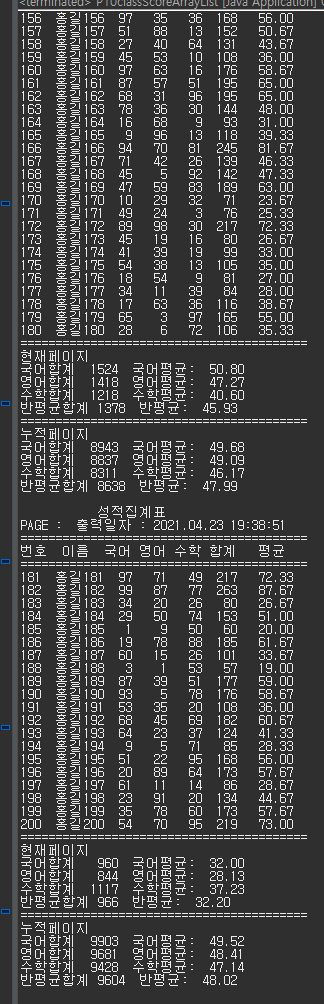 <terminated> P10classScoreArrayList [Java Application]
156 홍길156 97 35 36 168 56.00
157 홍길157 51 88 13 152 50.67
158 홍길158 27 40 64 131 43.67
159 홍길159 45 53 10 108 36.00
160 홍길160 97 63 16 176 58.67
161 홍길161 87 57 51 195 65.00
162 홍길162 68 31 96 195 65.00
163 홍길163 78 36 30 144 48.00
164 홍길164 16 68 9 93 31.00
165 홍길165 9 96 13 118 39.33
166 홍길166 94 70 81 245 81.67
167 홍길167 71 42 26 139 46.33
168 홍길168 45 5 92 142 47.33
169 홍길169 47 59 83 189 63.00
170 홍길170 10 29 32 71 23.67
171 홍길171 49 24 3 76 25.33
172 홍길172 89 98 30 217 72.33
173 홍길173 45 19 16 80 26.67
174 홍길174 41 39 19 99 33.00
175 홍길175 54 38 13 105 35.00
176 홍길176 18 54 9 81 27.00
177 홍길177 34 11 39 84 28.00
178 홍길178 17 63 36 116 38.67
179 홍길179 65 3 97 165 55.00
180 홍길180 28 6 72 106 35.33
=========================================
현재페이지
국어합계 1524 국어평균: 50.80
영어합계 1418 영어평균: 47.27
수학합계 1218 수학평균: 40.60
반평균합계 1378 반평균: 45.93
=========================================
누적페이지
국어합계 8943 국어평균: 49.68
영어합계 8837 영어평균: 49.09
수학합계 8311 수학평균: 46.17
반평균합계 8638 반평균: 47.99
성적집계표
PAGE : 출력일자 : 2021.04.23 19:38:51
=========================================
번호 이름 국어 영어 수학 합계 평균
=========================================
181 홍길181 97 71 49 217 72.33
182 홍길182 99 87 77 263 87.67
183 홍길183 34 20 26 80 26.67
184 홍길184 29 50 74 153 51.00
185 홍길185 1 9 50 60 20.00
186 홍길186 19 78 88 185 61.67
187 홍길187 60 15 26 101 33.67
188 홍길188 3 1 53 57 19.00
189 홍길189 87 39 51 177 59.00
190 홍길190 93 5 78 176 58.67
191 홍길191 53 35 20 108 36.00
192 홍길192 68 45 69 182 60.67
193 홍길193 64 23 37 124 41.33
194 홍길194 9 5 71 85 28.33
195 홍길195 51 22 95 168 56.00
196 홍길196 20 89 64 173 57.67
197 홍길197 61 11 14 86 28.67
198 홍길198 23 91 20 134 44.67
199 홍길199 35 78 60 173 57.67
200 홍길200 54 70 95 219 73.00
=========================================
현재페이지
국어합계 960 국어평균: 32.00
영어합계 844 영어평균: 28.13
수학합계 1117 수학평균: 37.23
반평균합계 966 반평균: 32.20
=========================================
누적페이지
국어합계 9903 국어평균: 49.52
영어합계 9681 영어평균: 48.41
수학합계 9428 수학평균: 47.14
반평균합계 9604 반평균: 48.02